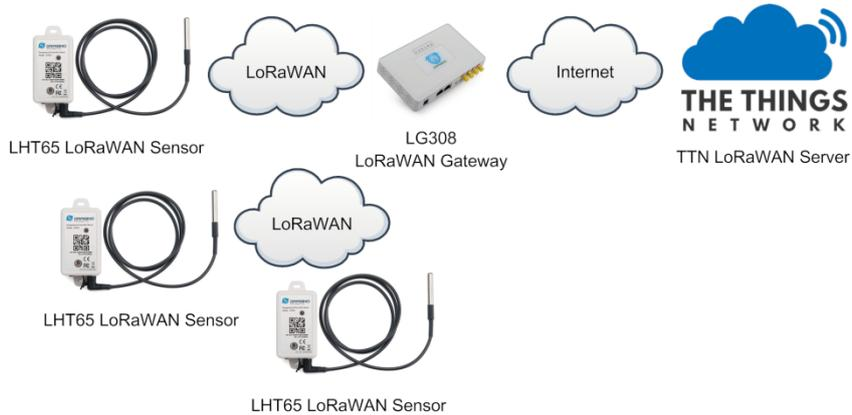 LoRaWAN
Internet
THE THINGS
NETWORK
LHT65 LoRaWAN Sensor
LG308
LoRaWAN Gateway
TTN LoRaWAN Server
LoRaWAN
LHT65 LoRaWAN Sensor
LHT65 LoRaWAN Sensor